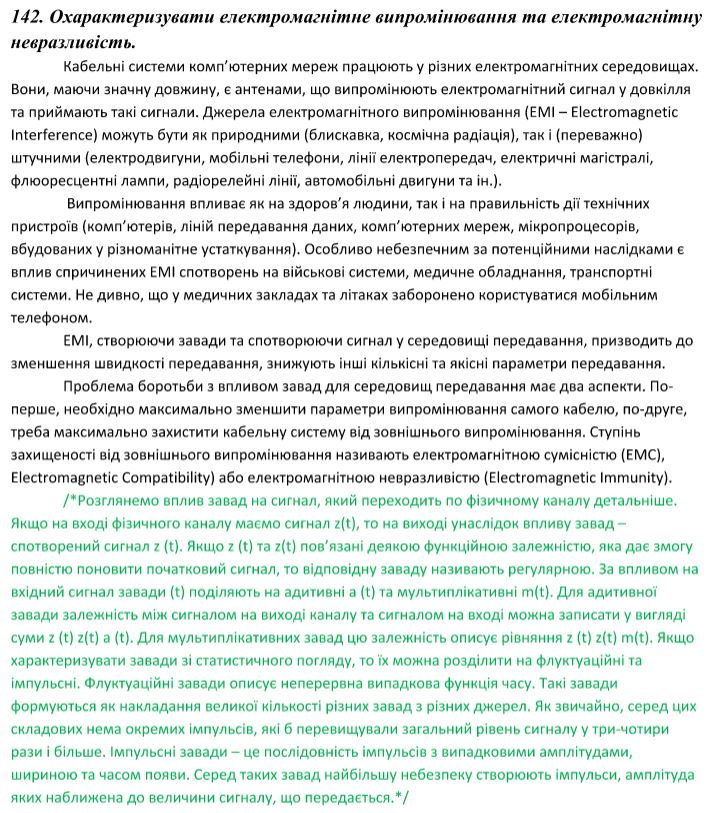 142. Охарактеризувати електромагнітне випромінювання та електромагнітну
невразливість.
Кабельні системи комп’ютерних мереж працюють у різних електромагнітних середовищах.
Вони, маючи значну довжину, є антенами, що випромінюють електромагнітний сигнал у довкілля
та приймають такі сигнали. Джерела електромагнітного випромінювання (EMI – Electromagnetic
Interference) можуть бути як природними (блискавка, космічна радіація), так і (переважно)
штучними (електродвигуни, мобільні телефони, лінії електропередач, електричні магістралі,
флюоресцентні лампи, радіорелейні лінії, автомобільні двигуни та ін.).
Випромінювання впливає як на здоров’я людини, так і на правильність дії технічних
пристроїв (комп’ютерів, ліній передавання даних, комп’ютерних мереж, мікропроцесорів,
вбудованих у різноманітне устаткування). Особливо небезпечним за потенційними наслідками є
вплив спричинених EMI спотворень на військові системи, медичне обладнання, транспортні
системи. Не дивно, що у медичних закладах та літаках заборонено користуватися мобільним
телефоном.
EMI, створюючи завади та спотворюючи сигнал у середовищі передавання, призводить до
зменшення швидкості передавання, знижують інші кількісні та якісні параметри передавання.
Проблема боротьби з впливом завад для середовищ передавання має два аспекти. По-
перше, необхідно максимально зменшити параметри випромінювання самого кабелю, по-друге,
треба максимально захистити кабельну систему від зовнішнього випромінювання. Ступінь
захищеності від зовнішнього випромінювання називають електромагнітною сумісністю (EMC),
Electromagnetic Compatibility) або електромагнітною невразливістю (Electromagnetic Immunity).
/*Розглянемо вплив завад на сигнал, який переходить по фізичному каналу детальніше.
Якщо на вході фізичного каналу маємо сигнал z(t), то на виході унаслідок впливу завад –
спотворений сигнал z (t). Якщо z (t) та z(t) пов’язані деякою функційною залежністю, яка дає змогу
повністю поновити початковий сигнал, то відповідну заваду називають регулярною. За впливом на
вхідний сигнал завади (t) поділяють на адитивні a (t) та мультиплікативні m(t). Для адитивної
завади залежність між сигналом на виході каналу та сигналом на вході можна записати у вигляді
суми z (t) z(t) a (t). Для мультиплікативних завад цю залежність описує рівняння z (t) z(t) m(t). Якщо
характеризувати завади зі статистичного погляду, то їх можна розділити на флуктуаційні та
імпульсні. Флуктуаційні завади описує неперервна випадкова функція часу. Такі завади
формуються як накладання великої кількості різних завад з різних джерел. Як звичайно, серед цих
складових нема окремих імпульсів, які б перевищували загальний рівень сигналу у три-чотири
рази і більше. Імпульсні завади – це послідовність імпульсів з випадковими амплітудами,
шириною та часом появи. Серед таких завад найбільшу небезпеку створюють імпульси, амплітуда
яких наближена до величини сигналу, що передається.*/